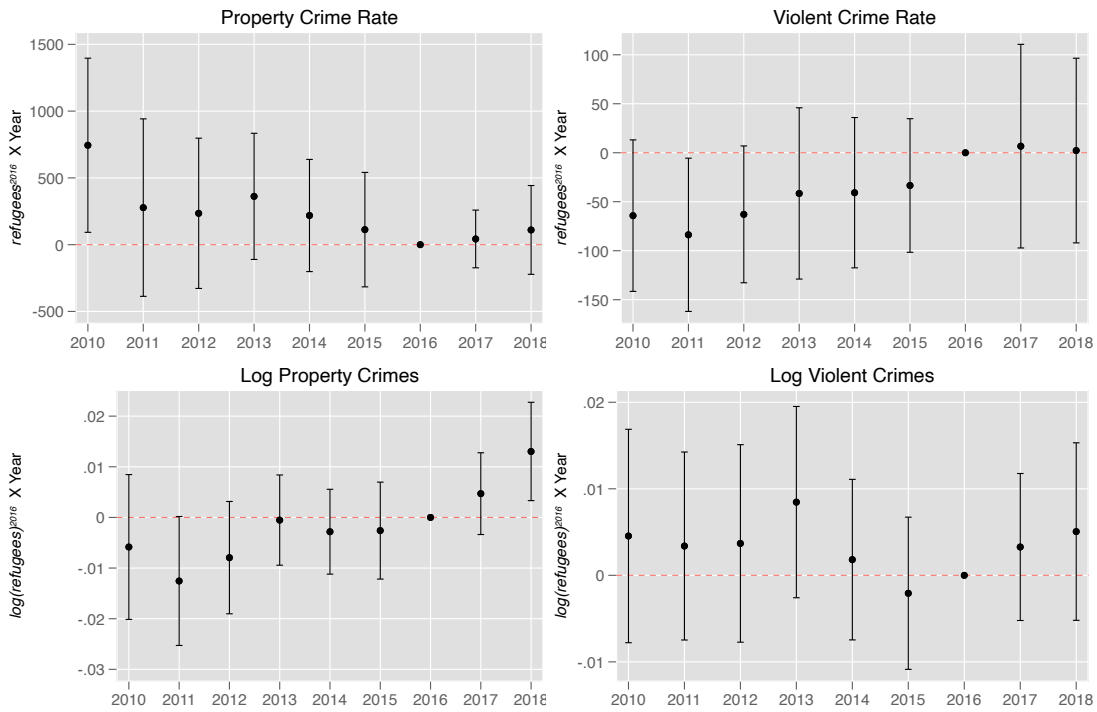 Property Crime Rate
refugees²⁰¹⁶ X Year
1500
1000
500
0
-500
2010 2011 2012 2013 2014 2015 2016 2017 2018
Violent Crime Rate
refugees²⁰¹⁶ X Year
100
50
0
-50
-100
-150
2010 2011 2012 2013 2014 2015 2016 2017 2018
Log Property Crimes
log(refugees)²⁰¹⁶ X Year
.02
.01
0
-.01
-.02
-.03
2010 2011 2012 2013 2014 2015 2016 2017 2018
Log Violent Crimes
log(refugees)²⁰¹⁶ X Year
.02
.01
0
-.01
2010 2011 2012 2013 2014 2015 2016 2017 2018